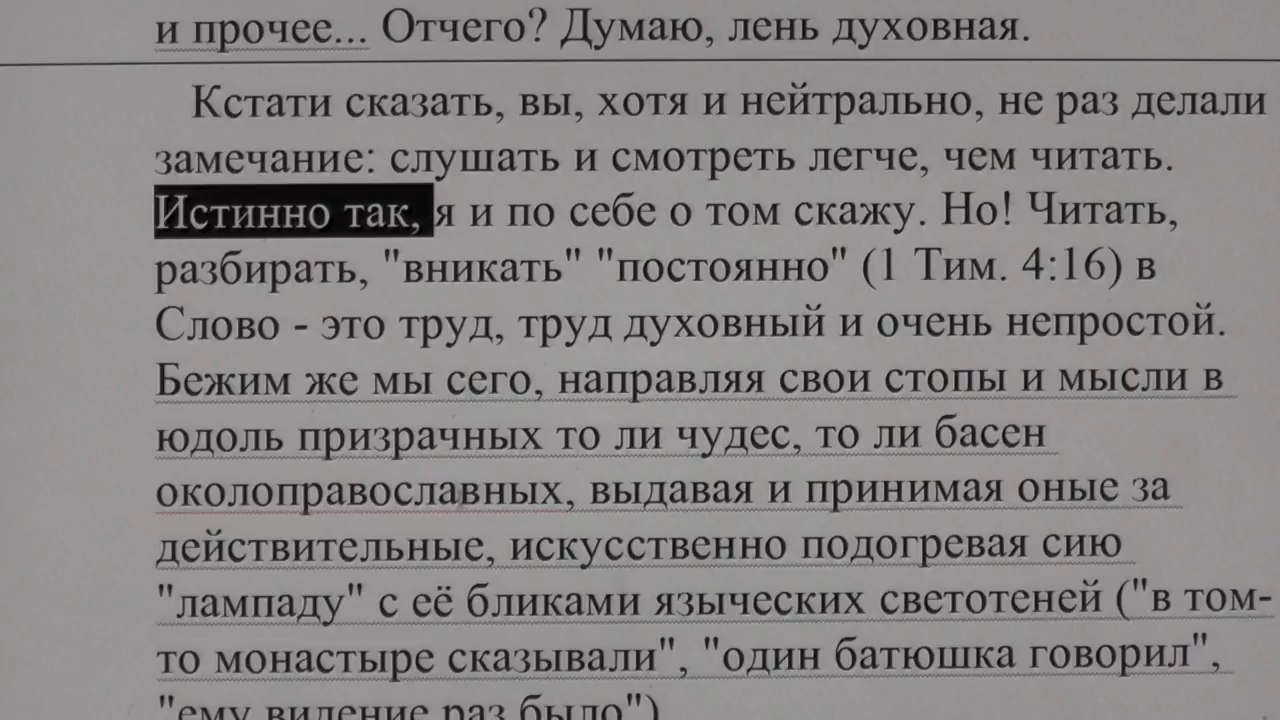 и прочее... Отчего? Думаю, лень духовная.
Кстати сказать, вы, хотя и нейтрально, не раз делали
замечание: слушать и смотреть легче, чем читать.
Истинно так, я и по себе о том скажу. Но! Читать,
разбирать, "вникать" "постоянно" (1 Тим. 4:16) в
Слово - это труд, труд духовный и очень непростой.
Бежим же мы сего, направляя свои стопы и мысли в
юдоль призрачных то ли чудес, то ли басен
околоправославных, выдавая и принимая оные за
действительные, искусственно подогревая сию
"лампаду" с её бликами языческих светотеней ("в том-
то монастыре сказывали", "один батюшка говорил",
"ему видение раз было")